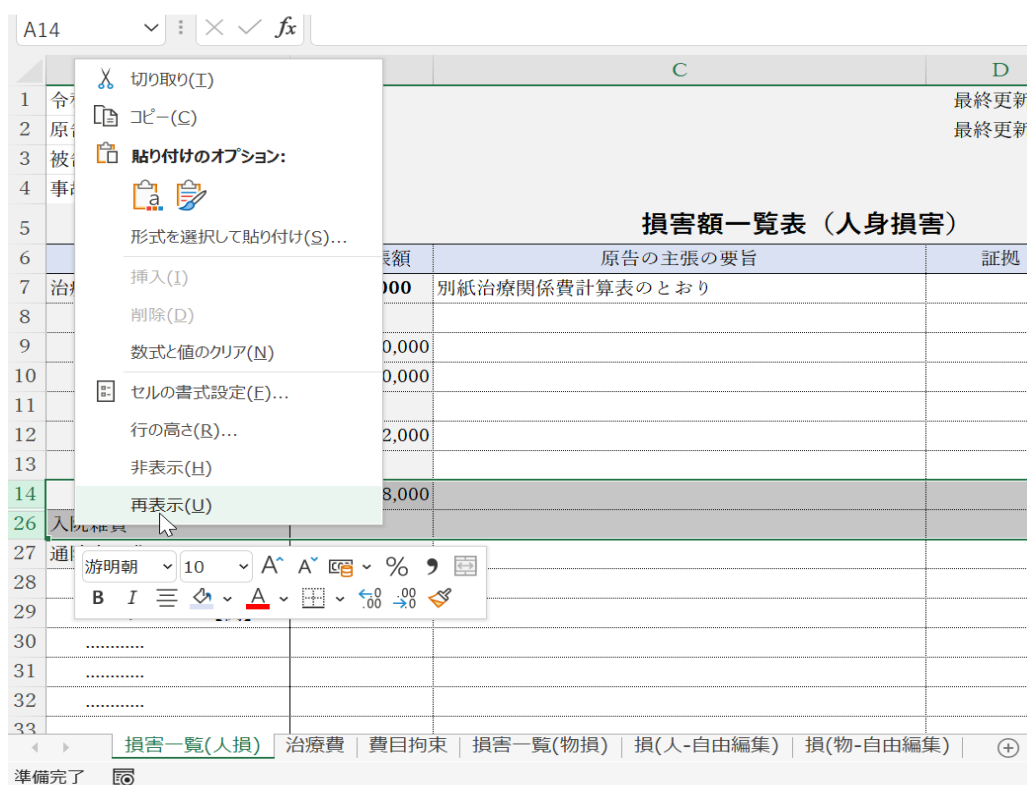 A14 fx
C D
1 令 最終更新
2 原 最終更新
3 被
4 事
5 損害額一覧表（人身損害）
6 額 原告の主張の要旨 証拠
7 治 000 別紙治療関係費計算表のとおり
8
9 0,000
10 0,000
11
12 2,000
13
14 8,000
26 入院雑費
27 通
28
29
30 …………
31 …………
32 …………
33
切り取り(T)
コピー(C)
貼り付けのオプション:
形式を選択して貼り付け(S)...
挿入(I)
削除(D)
数式と値のクリア(N)
セルの書式設定(F)...
行の高さ(R)...
非表示(H)
再表示(U)
游明朝 10 A A % 9
B I A .00 .00
損害一覧(人損) 治療費 費目拘束 損害一覧(物損) 損(人-自由編集) 損(物-自由編集)
準備完了